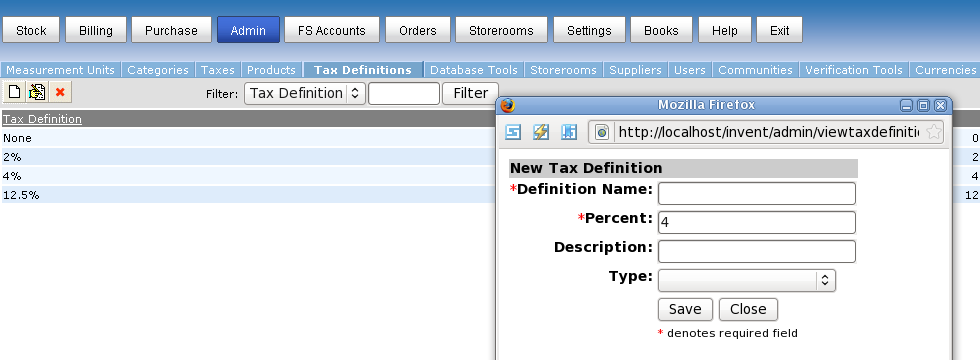 Stock Billing Purchase Admin FS Accounts Orders Storerooms Settings Books Help Exit
Measurement Units Categories Taxes Products Tax Definitions Database Tools Storerooms Suppliers Users Communities Verification Tools Currencies
Filter: Tax Definition Filter
Tax Definition
None 0
2% 2
4% 4
12.5% 12
Mozilla Firefox
http://localhost/invent/admin/viewtaxdefiniti
New Tax Definition
*Definition Name:
*Percent: 4
Description:
Type:
Save Close
* denotes required field